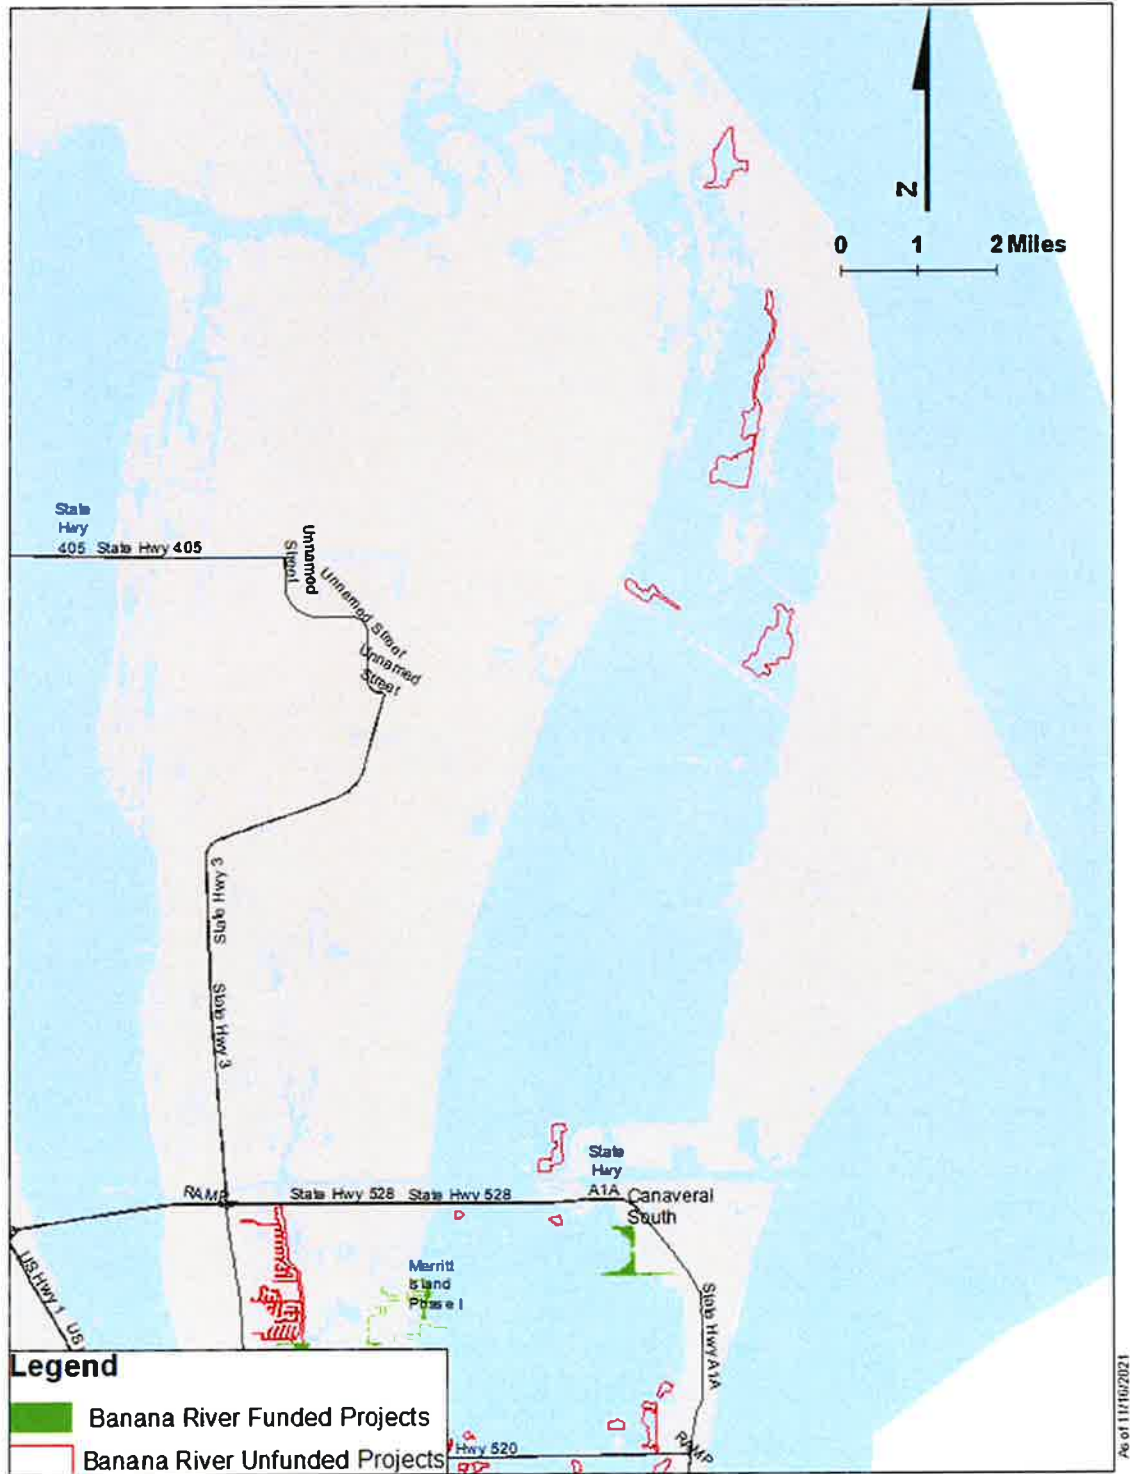 Z
0 1 2 Miles
State
Hwy
405 State Hwy 405
Unnamod
Street
Unnamed Street
Unnamed
Street
State Hwy 3
State Hwy 3
State
Hwy
A1A
RAMP
State Hwy 528 State Hwy 528
Canaveral
South
US Hwy 1 US
Merritt
Island
Phase I
State Hwy A1A
Legend
Banana River Funded Projects
Banana River Unfunded Projects
Hwy 520
RAMP
As of 11/16/2021